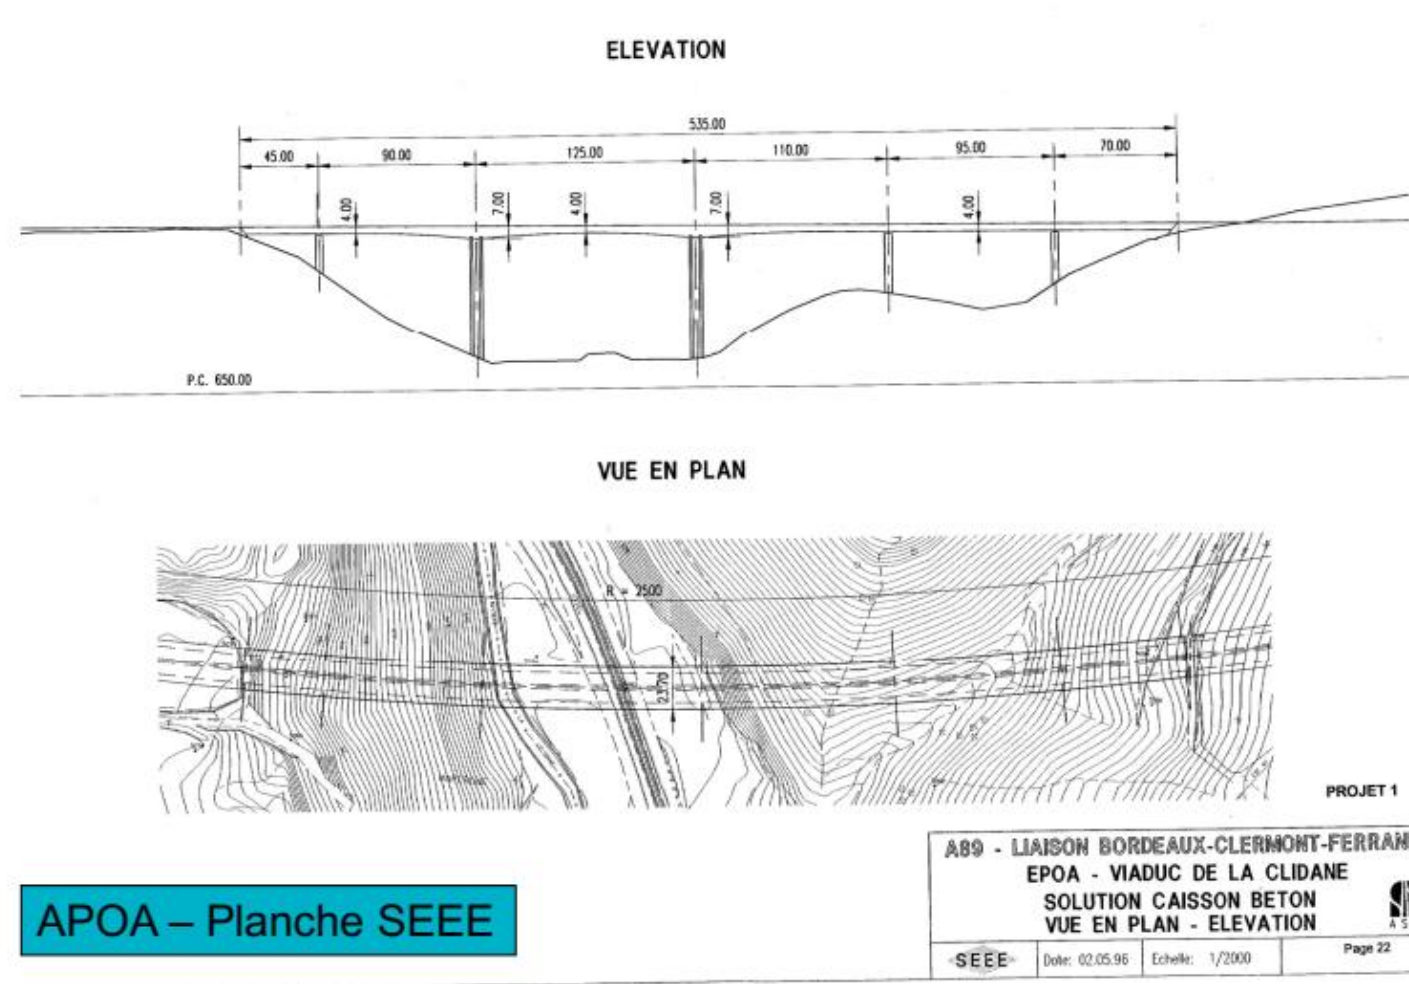 ELEVATION
535.00
45.00 90.00 125.00 110.00 95.00 70.00
4.00 7.00 4.00 7.00 4.00
P.C. 650.00
VUE EN PLAN
R = 2500
23.70
PROJET 1
A89 - LIAISON BORDEAUX-CLERMONT-FERRAN
EPOA - VIADUC DE LA CLIDANE
SOLUTION CAISSON BETON
VUE EN PLAN - ELEVATION
A S
SEEE Date: 02.05.96 Echelle: 1/2000 Page 22
APOA – Planche SEEE